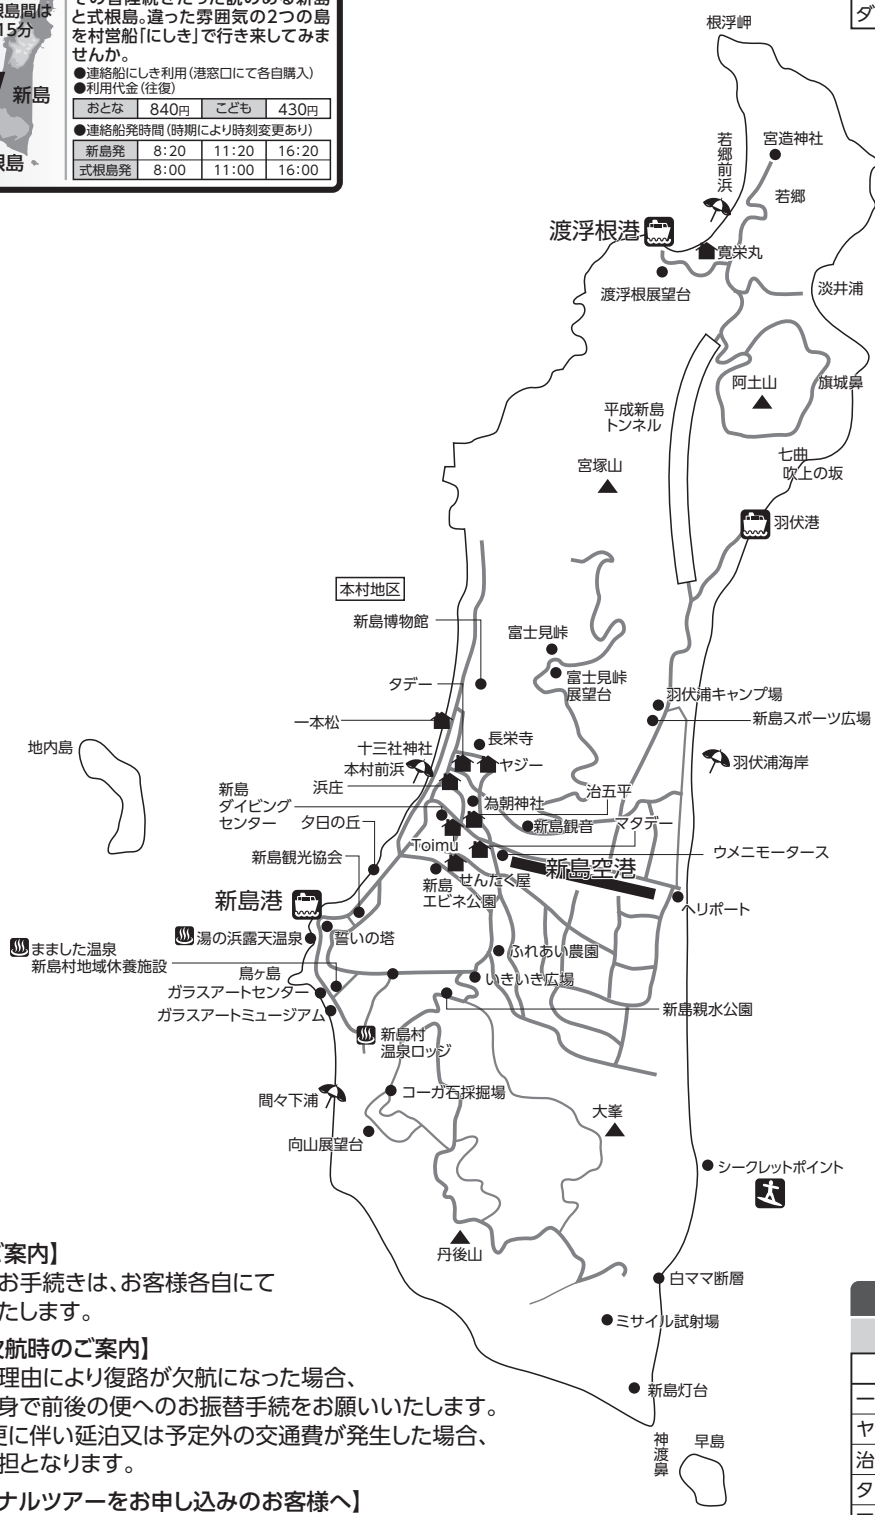 根島間は
15分
新島
根島
その昔陸続きだった説のある新島
と式根島。違った雰囲気の2つの島
を村営船「にしき」で行き来してみま
せんか。
●連絡船にしき利用(港窓口にて各自購入)
●利用代金(往復)
おとな 840円 こども 430円
●連絡船発時間(時期により時刻変更あり)
新島発 8:20 11:20 16:20
式根島発 8:00 11:00 16:00
ダ
根浮岬
若郷前浜
宮造神社
若郷
渡浮根港
寛栄丸
渡浮根展望台
淡井浦
阿土山
旗城鼻
平成新島
トンネル
七曲
吹上の坂
宮塚山
羽伏港
本村地区
新島博物館
富士見峠
富士見峠
展望台
タデー
羽伏浦キャンプ場
新島スポーツ広場
一本松
長栄寺
十三社神社
ヤジー
本村前浜
羽伏浦海岸
地内島
浜庄
治五平
新島
ダイビング
センター
為朝神社
夕日の丘
新島観音
マタデー
Toimu
新島観光協会
ウメニモータース
せんたく屋
新島空港
新島
エビネ公園
新島港
ヘリポート
湯の浜露天温泉
誓いの塔
まました温泉
新島村地域休養施設
ふれあい農園
鳥ヶ島
いきいき広場
ガラスアートセンター
ガラスアートミュージアム
新島親水公園
新島村
温泉ロッジ
間々下浦
コーガ石採掘場
大峯
向山展望台
シークレットポイント
丹後山
白ママ断層
ミサイル試射場
新島灯台
神渡鼻
早島
ご案内】
お手続きは、お客様各自にて
たします。
欠航時のご案内】
理由により復路が欠航になった場合、
身で前後の便へのお振替手続をお願いいたします。
更に伴い延泊又は予定外の交通費が発生した場合、
担となります。
ナルツアーをお申し込みのお客様へ】
一
ヤ
治
タ